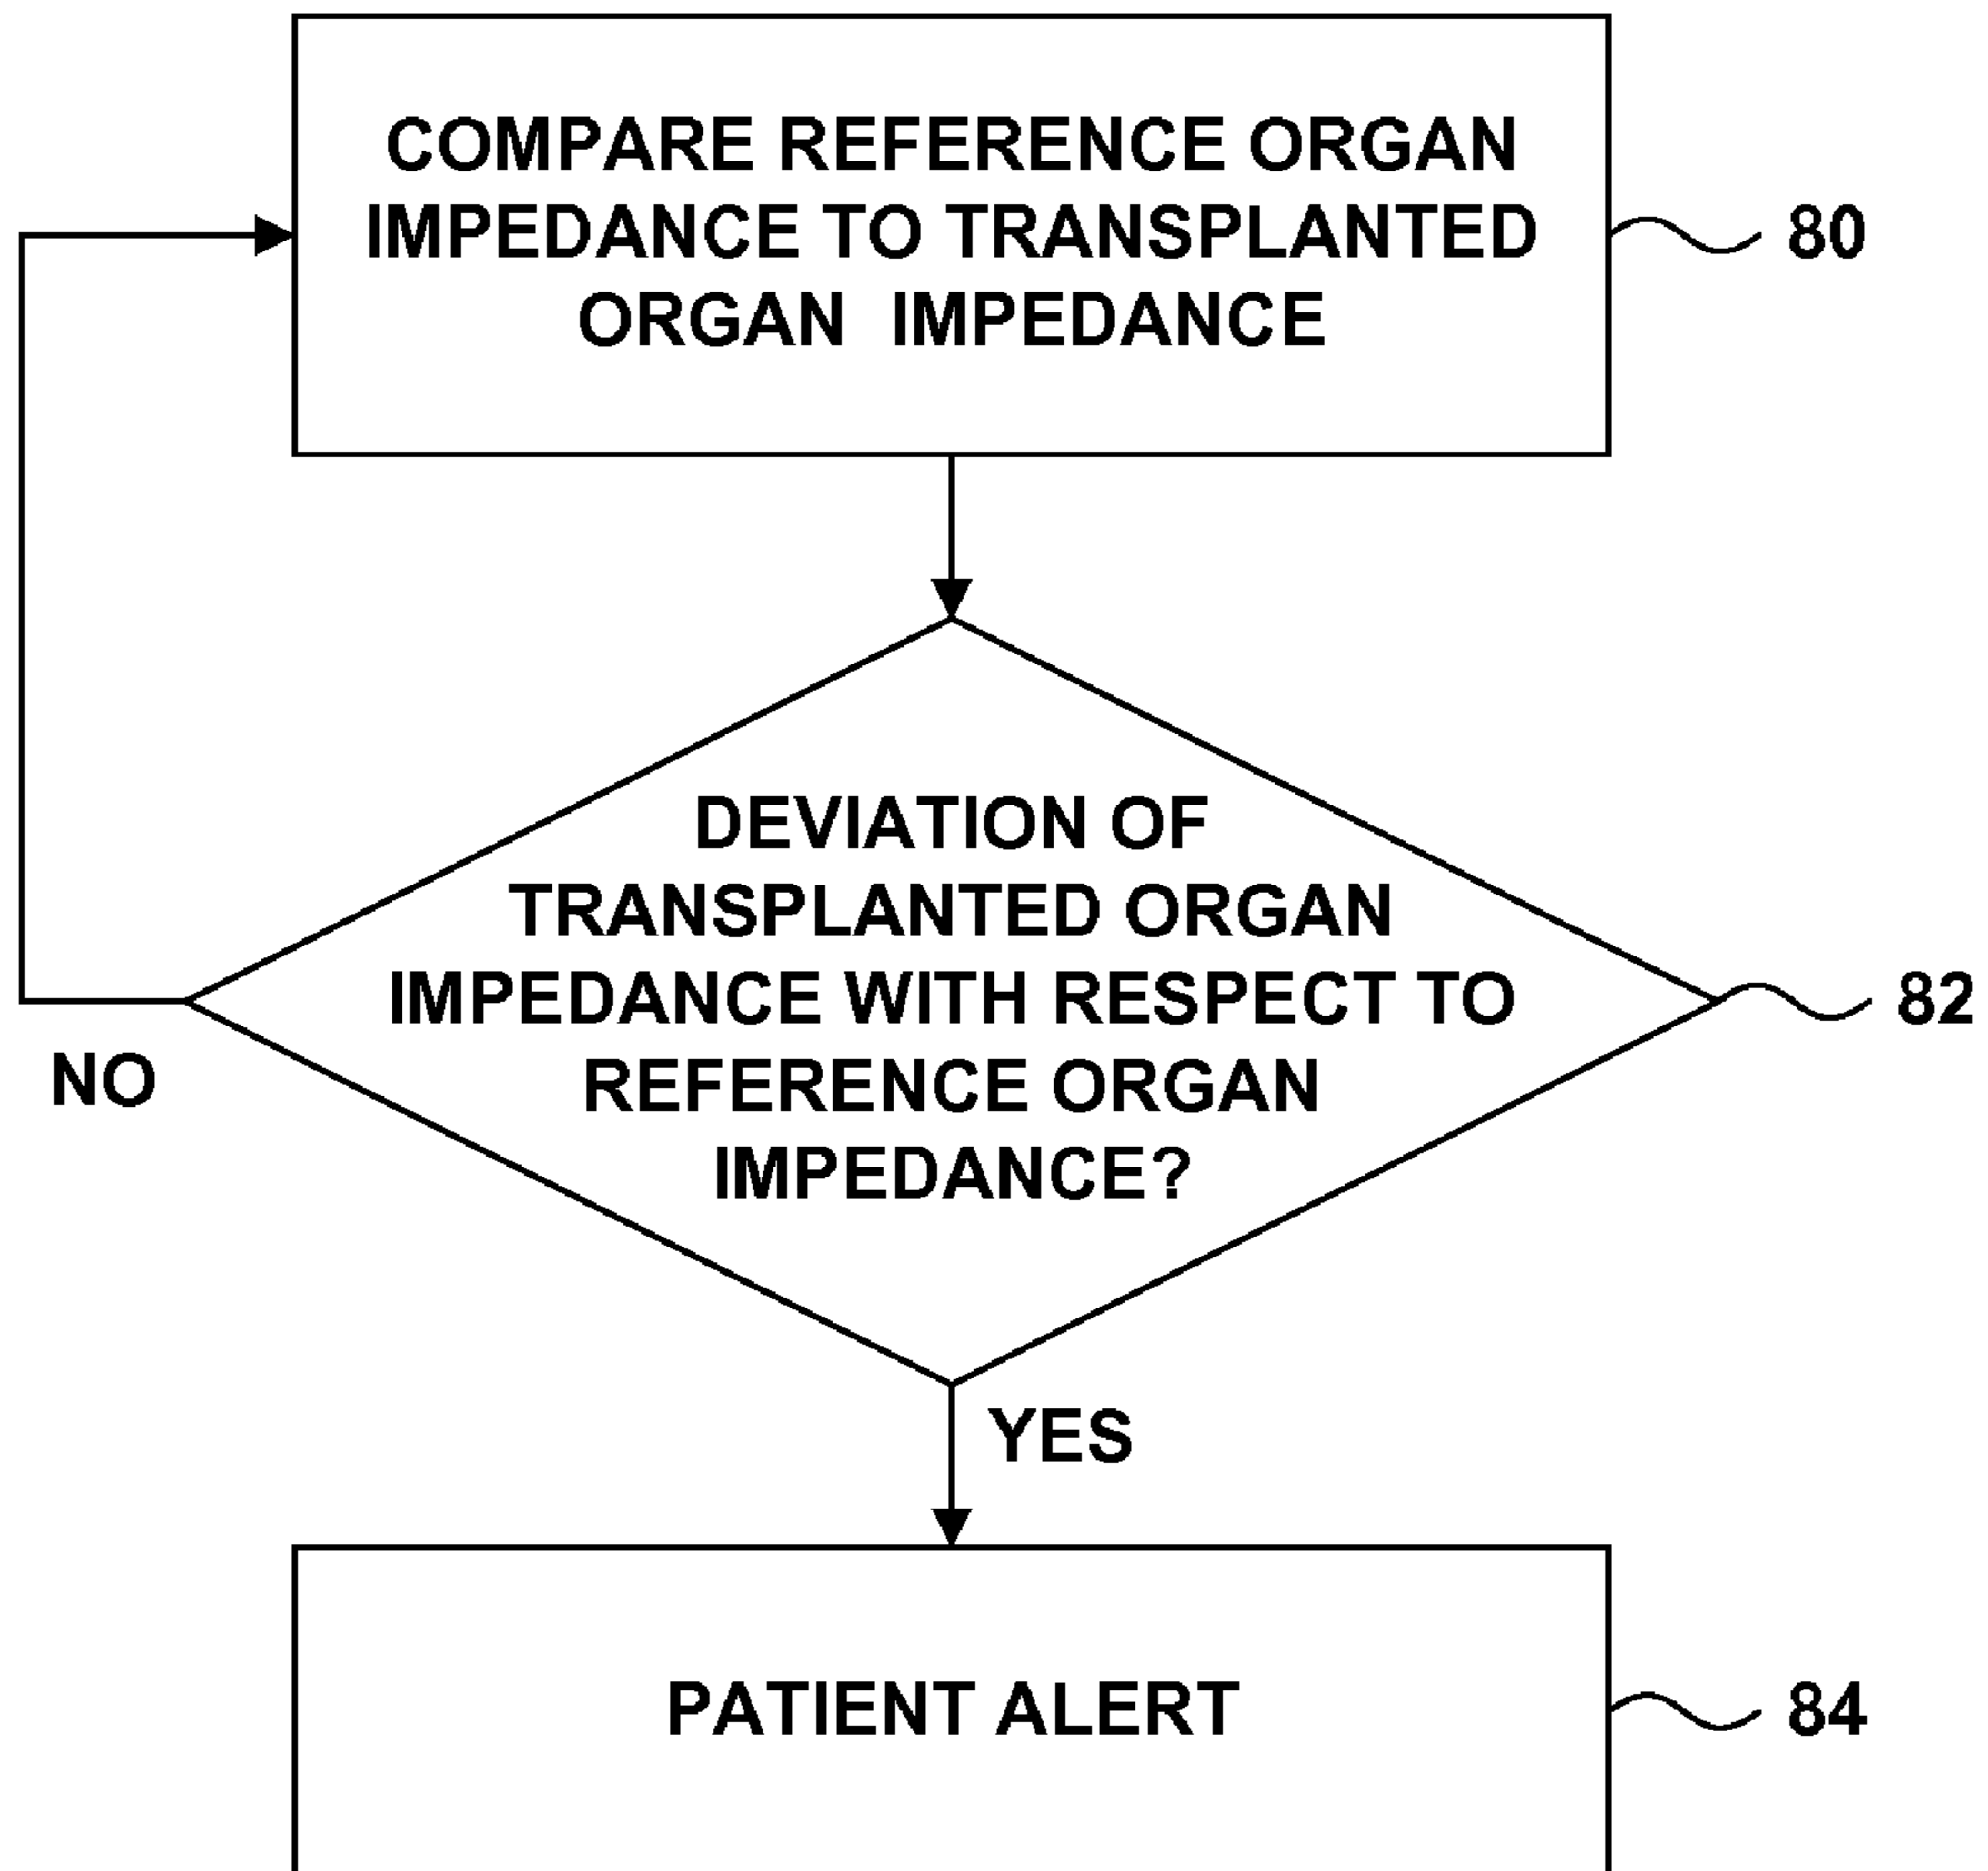 COMPARE REFERENCE ORGAN
IMPEDANCE TO TRANSPLANTED
ORGAN IMPEDANCE
80
DEVIATION OF
TRANSPLANTED ORGAN
IMPEDANCE WITH RESPECT TO
REFERENCE ORGAN
IMPEDANCE?
82
NO
YES
PATIENT ALERT
84